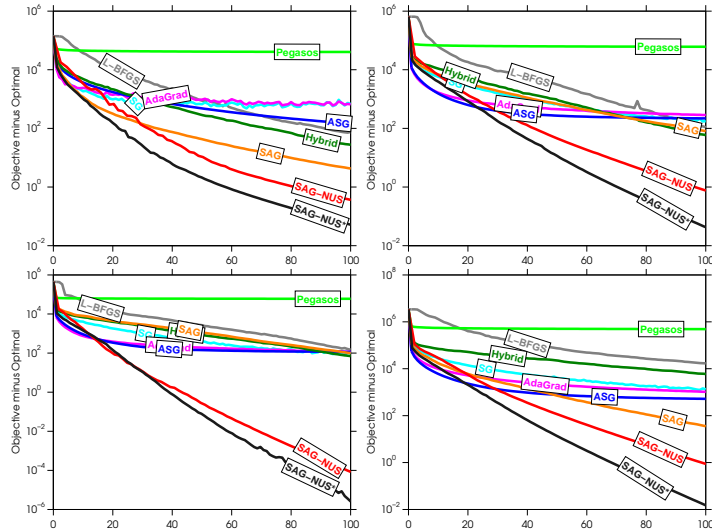 Objective minus Optimal
10^6
10^4
10^2
10^0
10^-2
0 20 40 60 80 100
Pegasos
L-BFGS
SG
AdaGrad
ASG
Hybrid
SAG
SAG-NUS
SAG-NUS*
Objective minus Optimal
10^6
10^4
10^2
10^0
10^-2
0 20 40 60 80 100
Pegasos
L-BFGS
Hybrid
SG
Ad
ASG
SAG
SAG-NUS
SAG-NUS*
Objective minus Optimal
10^6
10^4
10^2
10^0
10^-2
10^-4
10^-6
0 20 40 60 80 100
Pegasos
L-BFGS
H
SAG
SG
A
d
ASG
SAG-NUS
SAG-NUS*
Objective minus Optimal
10^8
10^6
10^4
10^2
10^0
10^-2
0 20 40 60 80 100
Pegasos
L-BFGS
Hybrid
SG
AdaGrad
ASG
SAG
SAG-NUS
SAG-NUS*